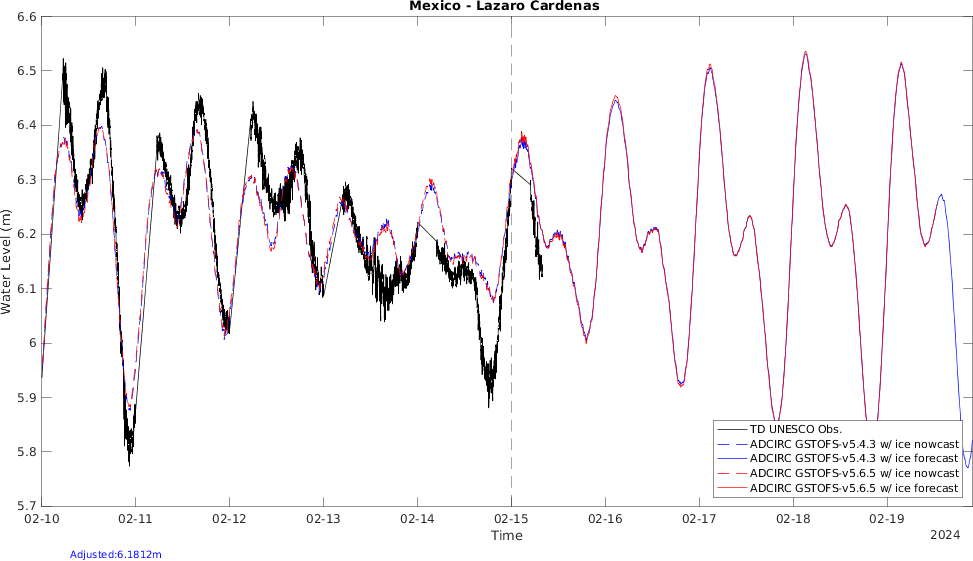 Mexico - Lazaro Cardenas
Water Level (m)
6.6
6.5
6.4
6.3
6.2
6.1
6
5.9
5.8
5.7
TD UNESCO Obs.
ADCIRC GSTOFS-v5.4.3 w/ ice nowcast
ADCIRC GSTOFS-v5.4.3 w/ ice forecast
ADCIRC GSTOFS-v5.6.5 w/ ice nowcast
ADCIRC GSTOFS-v5.6.5 w/ ice forecast
02-10 02-11 02-12 02-13 02-14 02-15 02-16 02-17 02-18 02-19
Time
2024
Adjusted:6.1812m